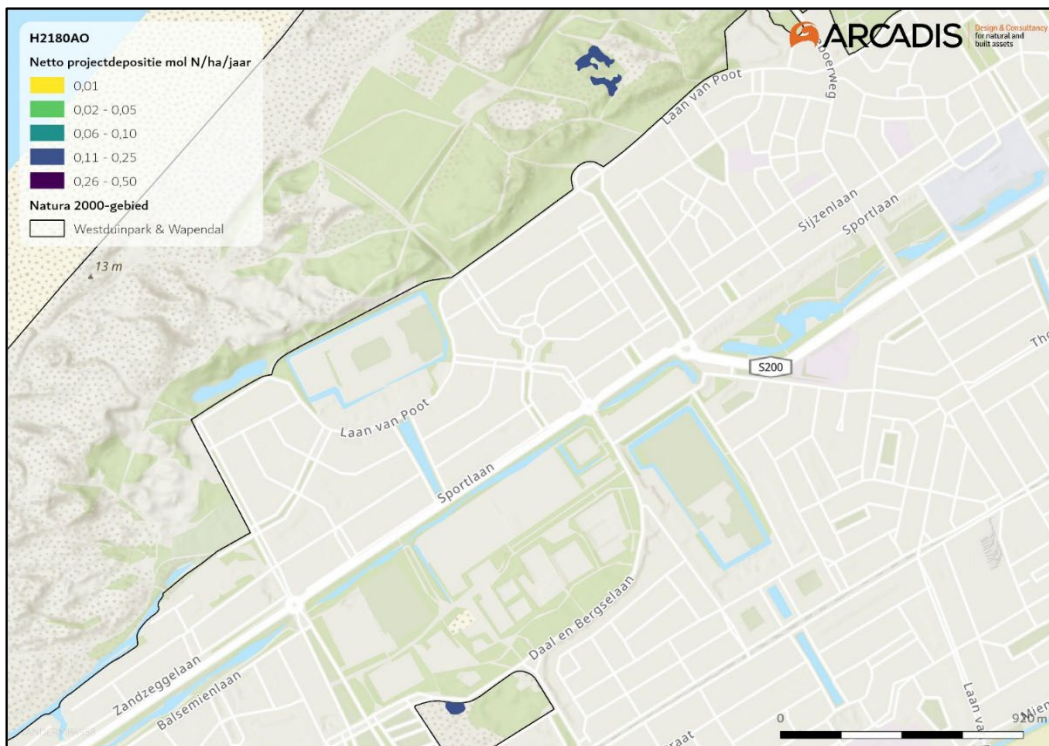 H2180AO
Netto projectdepositie mol N/ha/jaar
0,01
0,02 - 0,05
0,06 - 0,10
0,11 - 0,25
0,26 - 0,50
Natura 2000-gebied
Westduinpark & Wapendal
ARCADIS
Design & Consultancy
for natural and
built assets
Laan van Poot
Sijzenlaan
Sportlaan
13 m
S200
Laan van Poot
Sportlaan
Daal en Bergselaan
Zandzeggelaan
Balsemienlaan
Laan va
0
920 m